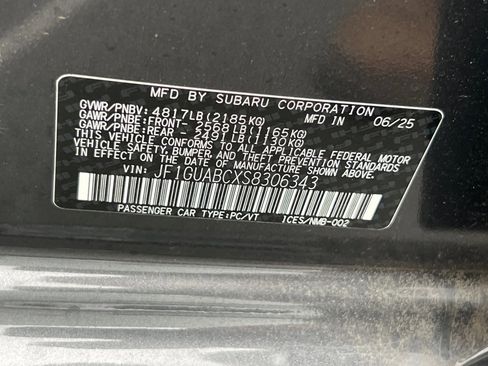 MFD BY SUBARU CORPORATION
GVWR/PNBV: 4817LB(2185KG) MFD IN 06/25
GAWR/PNBE:FRONT- 2568LB(1165KG)
GAWR/PNBE:REAR - 2491LB(1130KG)
THIS VEHICLE CONFORMS TO ALL APPLICABLE FEDERAL MOTOR
VEHICLE SAFETY, BUMPER, AND THEFT PREVENTION STANDARDS
IN EFFECT ON THE DATE OF MANUFACTURE SHOWN ABOVE.
VIN: JF1GUABCXS8306343
PASSENGER CAR TYPE:PC/VT ICES/NMB-002